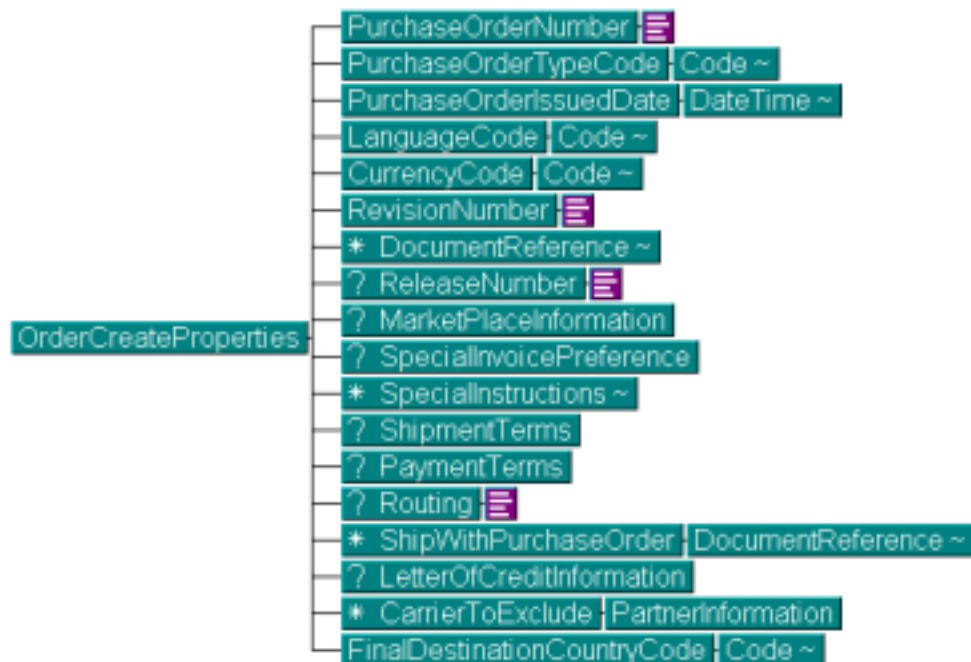 PurchaseOrderNumber
PurchaseOrderTypeCode Code ~
PurchaseOrderIssuedDate DateTime ~
LanguageCode Code ~
CurrencyCode Code ~
RevisionNumber
* DocumentReference ~
? ReleaseNumber
? MarketPlaceInformation
OrderCreateProperties
? SpecialInvoicePreference
* SpecialInstructions ~
? ShipmentTerms
? PaymentTerms
? Routing
* ShipWithPurchaseOrder DocumentReference ~
? LetterOfCreditInformation
* CarrierToExclude PartnerInformation
FinalDestinationCountryCode Code ~